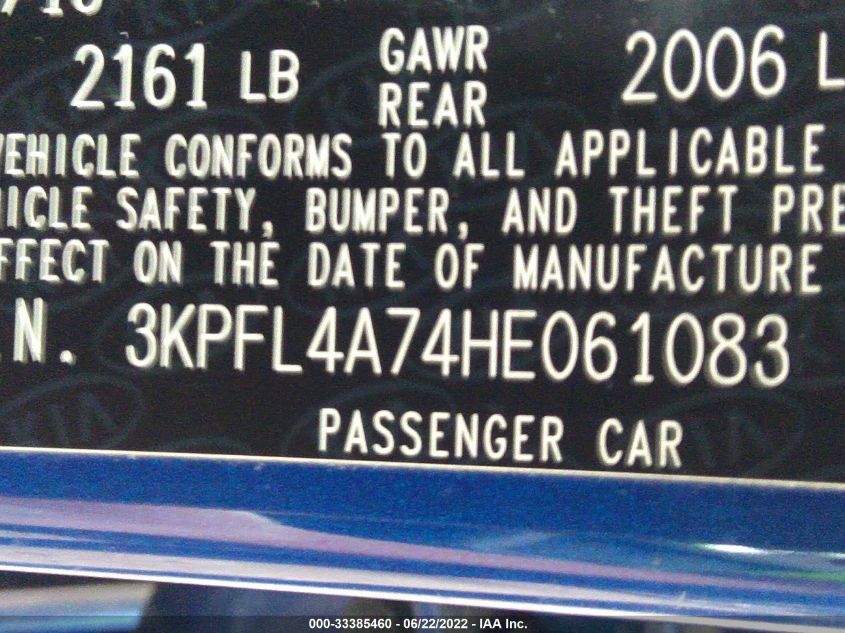 2161 LB GAWR REAR 2006 L
VEHICLE CONFORMS TO ALL APPLICABLE
HICLE SAFETY, BUMPER, AND THEFT PRE
FFECT ON THE DATE OF MANUFACTURE
.N. 3KPFL4A74HE061083
PASSENGER CAR
000-33385460 - 06/22/2022 - IAA Inc.